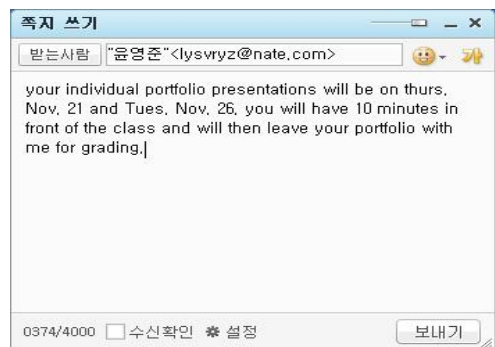 쪽지 쓰기
받는사람 "윤영준"<lysvryz@nate.com>
your individual portfolio presentations will be on thurs,
Nov, 21 and Tues, Nov, 26, you will have 10 minutes in
front of the class and will then leave your portfolio with
me for grading,
0374/4000 수신확인 설정 보내기